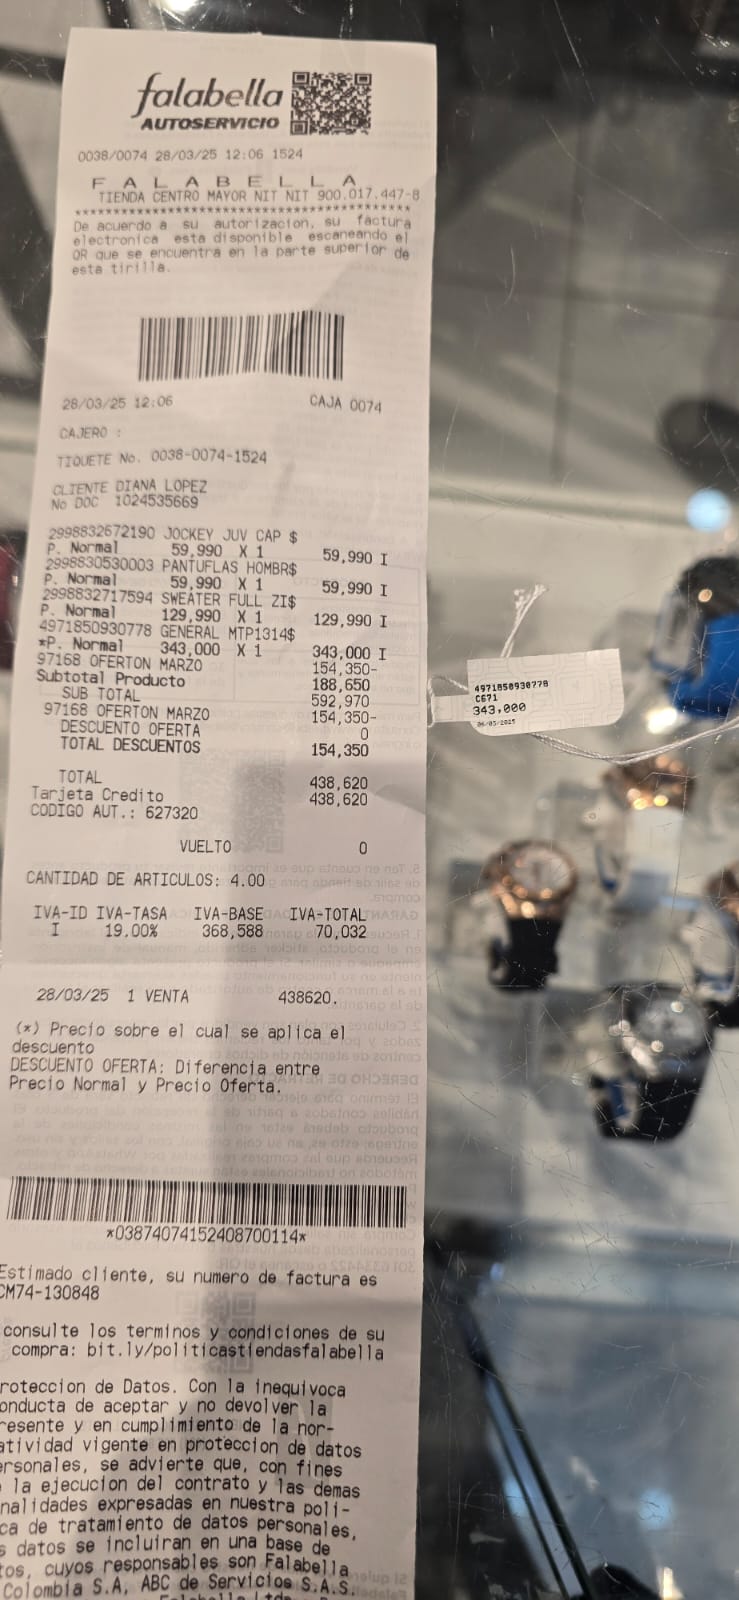 falabella
AUTOSERVICIO
0038/0074 28/03/25 12:06 1524
F A L A B E L L A
TIENDA CENTRO MAYOR NIT NIT 900.017.447-8
****************************************
De acuerdo a su autorizacion, su factura
electronica esta disponible escaneando el
QR que se encuentra en la parte superior de
esta tirilla.
28/03/25 12:06 CAJA 0074
CAJERO :
TIQUETE No. 0038-0074-1524
CLIENTE DIANA LOPEZ
No DOC 1024535669
2998832672190 JOCKEY JUV CAP $
P. Normal 59,990 X 1 59,990 I
2998830530003 PANTUFLAS HOMBR$
P. Normal 59,990 X 1 59,990 I
2998832717594 SWEATER FULL ZI$
P. Normal 129,990 X 1 129,990 I
4971850930778 GENERAL MTP1314$
*P. Normal 343,000 X 1 343,000 I
97168 OFERTON MARZO 154,350-
Subtotal Producto 188,650
SUB TOTAL 592,970
97168 OFERTON MARZO 154,350-
DESCUENTO OFERTA 0
TOTAL DESCUENTOS 154,350
TOTAL 438,620
Tarjeta Credito 438,620
CODIGO AUT.: 627320
VUELTO 0
CANTIDAD DE ARTICULOS: 4.00
IVA-ID IVA-TASA IVA-BASE IVA-TOTAL
I 19.00% 368,588 70,032
28/03/25 1 VENTA 438620.
(*) Precio sobre el cual se aplica el
descuento
DESCUENTO OFERTA: Diferencia entre
Precio Normal y Precio Oferta.
*03874074152408700114*
Estimado cliente, su numero de factura es
CM74-130848
consulte los terminos y condiciones de su
compra: bit.ly/politicastiendasfalabella
roteccion de Datos. Con la inequivoca
onducta de aceptar y no devolver la
resente y en cumplimiento de la nor-
atividad vigente en proteccion de datos
ersonales, se advierte que, con fines
la ejecucion del contrato y las demas
nalidades expresadas en nuestra poli-
ca de tratamiento de datos personales,
s datos se incluiran en una base de
tos, cuyos responsables son Falabella
Colombia S.A, ABC de Servicios S.A.S.
4971850930778
C671
343,000
06/03/2025